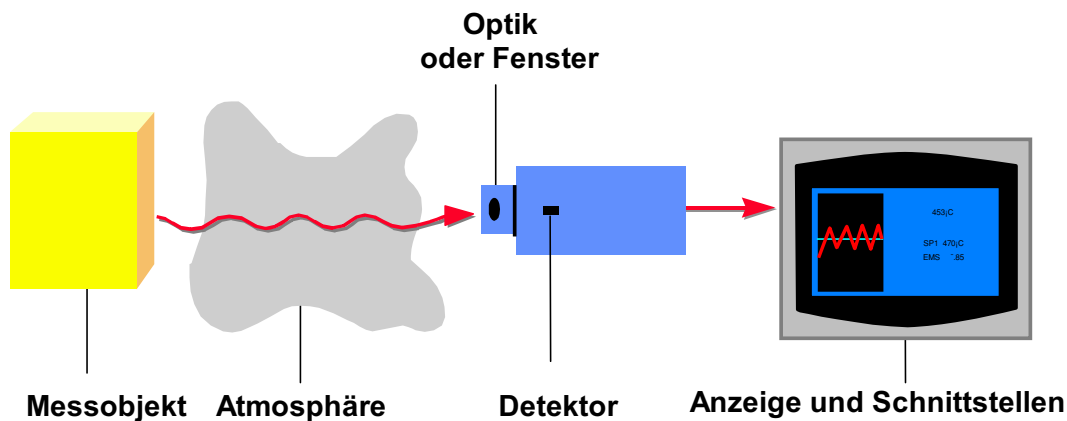 Optik
oder Fenster
453¡C
SP1 470¡C
EMS ¨.85
Messobjekt
Atmosphäre
Detektor
Anzeige und Schnittstellen